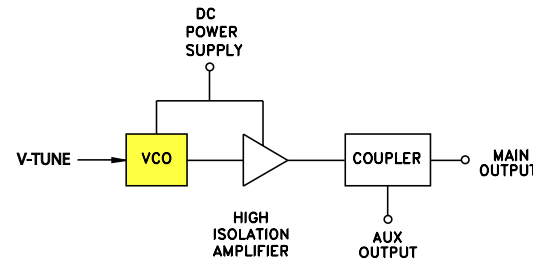 DC
POWER
SUPPLY
V-TUNE
VCO
COUPLER
MAIN
OUTPUT
HIGH
ISOLATION
AMPLIFIER
AUX
OUTPUT